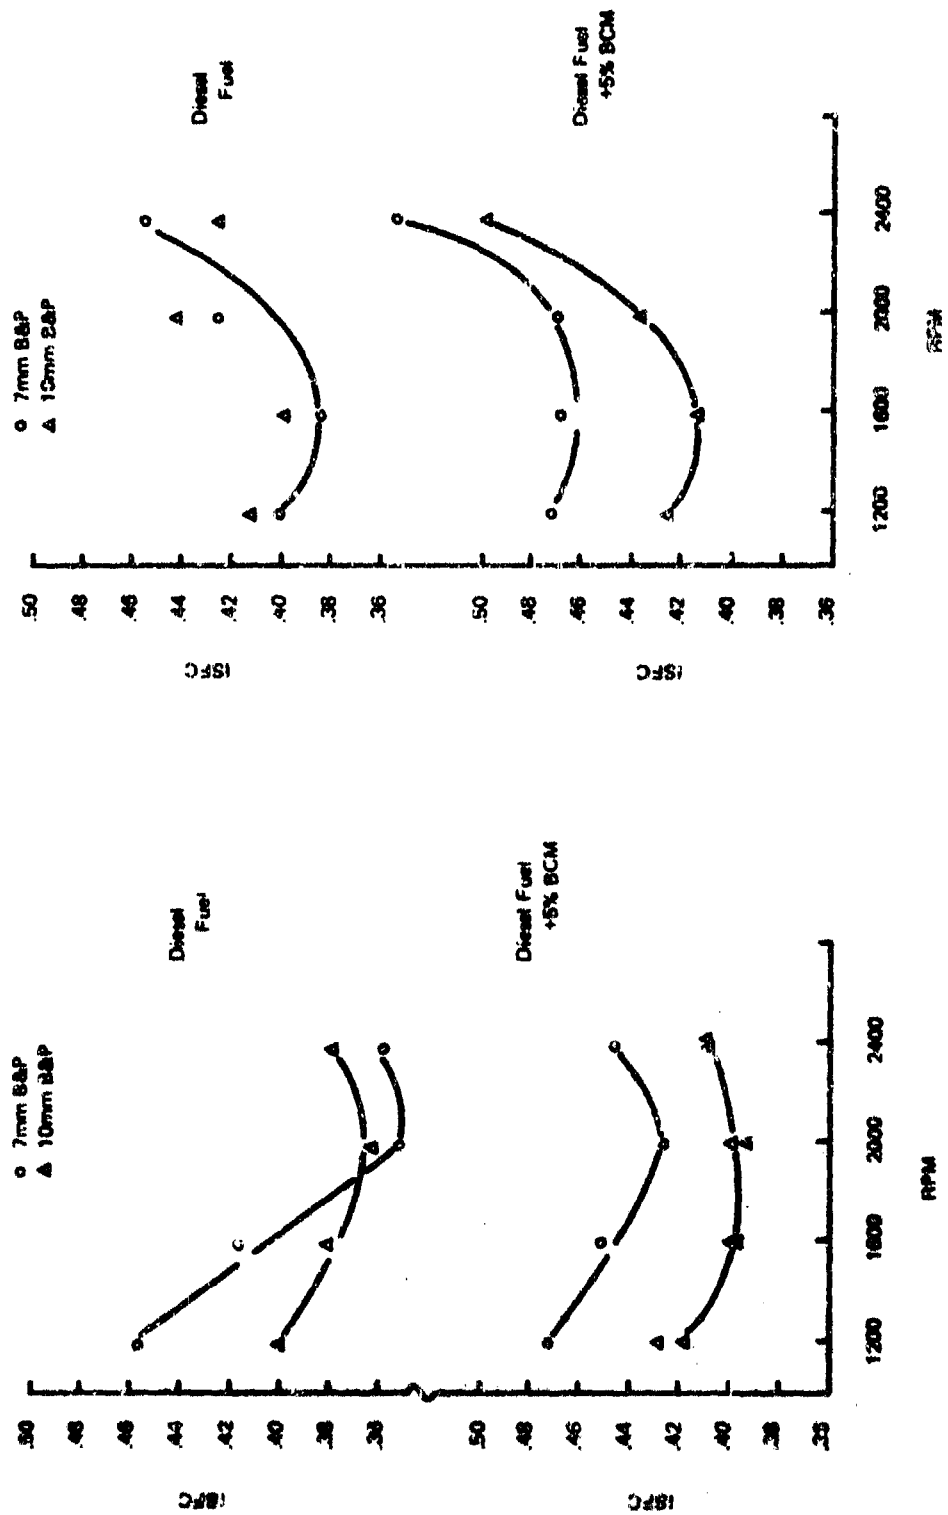 o 7mm B&P
Δ 10mm B&P
Diesel
Fuel
ISFC
.50
.48
.46
.44
.42
.40
.38
.36
Diesel Fuel
+5% BCM
ISFC
.50
.48
.46
.44
.42
.40
.38
.36
1200 1600 2000 2400
RPM
o 7mm B&P
Δ 10mm B&P
Diesel
Fuel
ISFC
.50
.48
.46
.44
.42
.40
.38
.36
Diesel Fuel
+5% BCM
ISFC
.50
.48
.46
.44
.42
.40
.38
.36
1200 1600 2000 2400
RPM